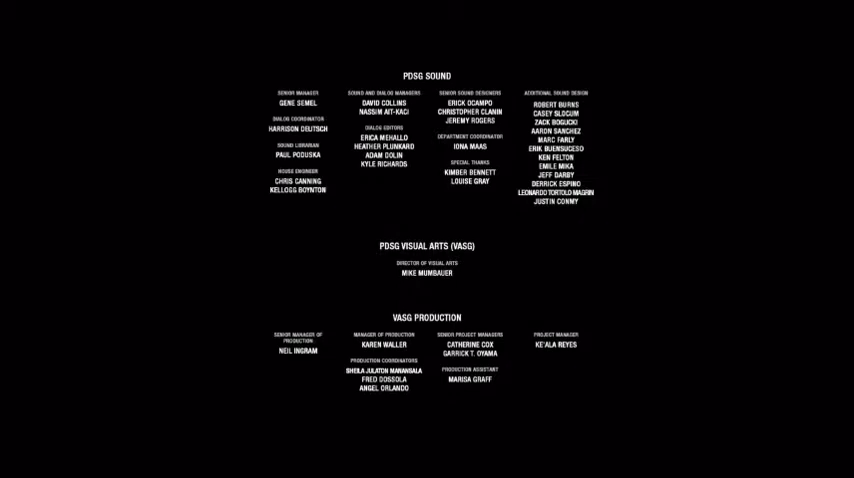 PDSG SOUND
SENIOR MANAGER
GENE SEMEL
DIALOG COORDINATOR
HARRISON DEUTSCH
SOUND LIBRARIAN
PAUL PODUSKA
HOUSE ENGINEER
CHRIS CANNING
KELLOGG BOYNTON
SOUND AND DIALOG MANAGERS
DAVID COLLINS
NASSIM AIT-KACI
DIALOG EDITORS
ERICA MEHALLO
HEATHER PLUNKARD
ADAM DOLIN
KYLE RICHARDS
SENIOR SOUND DESIGNERS
ERICK OCAMPO
CHRISTOPHER CLANIN
JEREMY ROGERS
DEPARTMENT COORDINATOR
IONA MAAS
SPECIAL THANKS
KIMBER BENNETT
LOUISE GRAY
ADDITIONAL SOUND DESIGN
ROBERT BURNS
CASEY SLOCUM
ZACK BOGUCKI
AARON SANCHEZ
MARC FARLY
ERIK BUENSUCESO
KEN FELTON
EMILE MIKA
JEFF DARBY
DERRICK ESPINO
LEONARDO TORTOLO MAGRIN
JUSTIN CONMY
PDSG VISUAL ARTS (VASG)
DIRECTOR OF VISUAL ARTS
MIKE MUMBAUER
VASG PRODUCTION
SENIOR MANAGER OF
PRODUCTION
NEIL INGRAM
MANAGER OF PRODUCTION
KAREN WALLER
PRODUCTION COORDINATORS
SHEILA JULATON MANANSALA
FRED DOSSOLA
ANGEL ORLANDO
SENIOR PROJECT MANAGERS
CATHERINE COX
GARRICK T. OYAMA
PRODUCTION ASSISTANT
MARISA GRAFF
PROJECT MANAGER
KE'ALA REYES